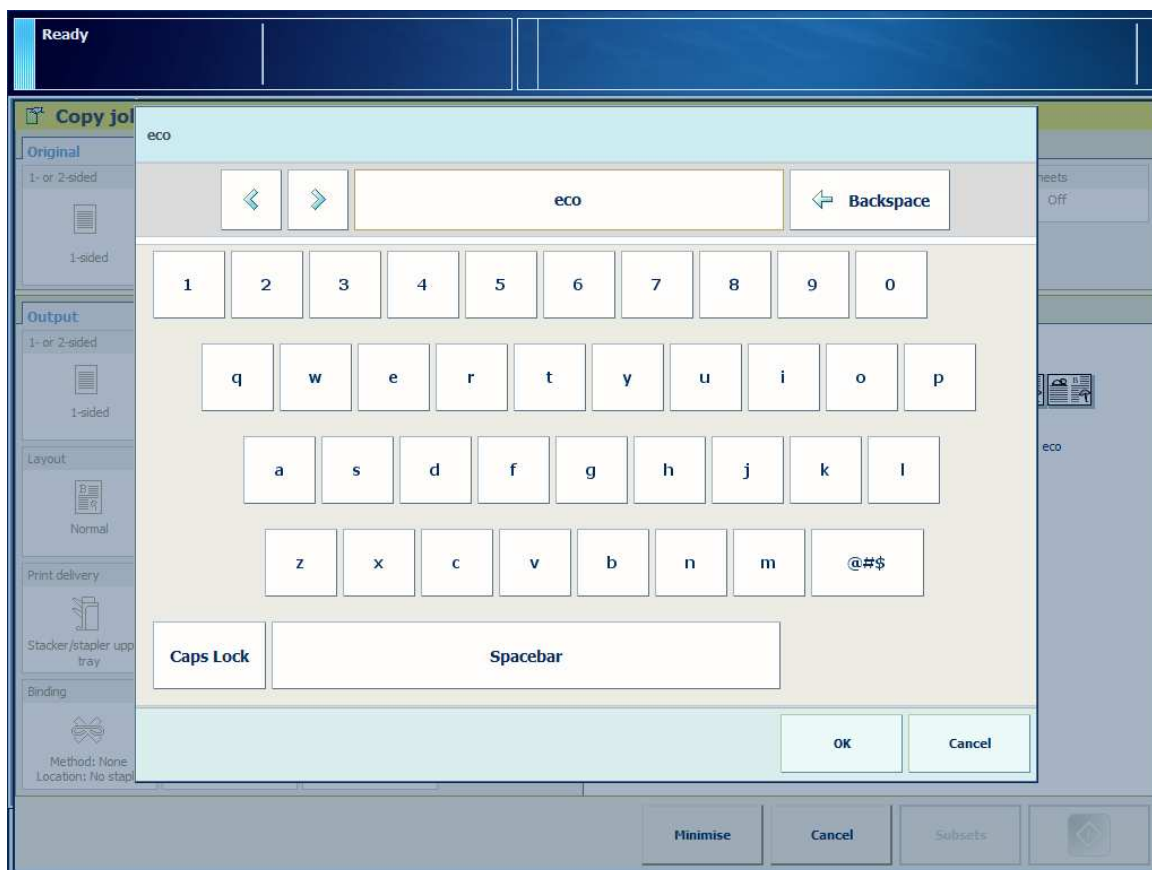 Ready
Copy jo
eco
Original
1- or 2-sided
heets
eco
Backspace
Off
1-sided
1 2 3 4 5 6 7 8 9 0
Output
1- or 2-sided
q w e r t y u i o p
1-sided
eco
Layout
a s d f g h j k l
Normal
z x c v b n m @#$
Print delivery
Stacker/stapler upp
tray
Caps Lock Spacebar
Binding
Method: None
Location: No stapl
OK Cancel
Minimise Cancel Subsets